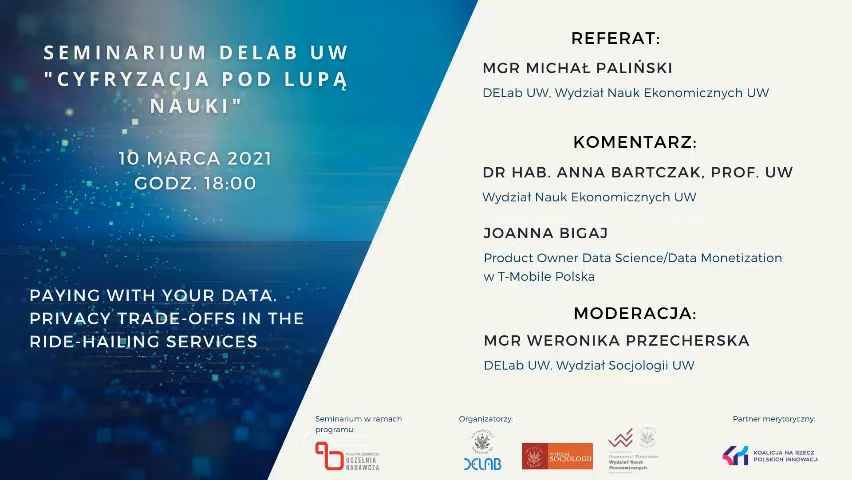 SEMINARIUM DELAB UW
"CYFRYZACJA POD LUPĄ
NAUKI"
10 MARCA 2021
GODZ. 18:00
PAYING WITH YOUR DATA.
PRIVACY TRADE-OFFS IN THE
RIDE-HAILING SERVICES
REFERAT:
MGR MICHAŁ PALIŃSKI
DELab UW, Wydział Nauk Ekonomicznych UW
KOMENTARZ:
DR HAB. ANNA BARTCZAK, PROF. UW
Wydział Nauk Ekonomicznych UW
JOANNA BIGAJ
Product Owner Data Science/Data Monetization
w T-Mobile Polska
MODERACJA:
MGR WERONIKA PRZECHERSKA
DELab UW, Wydział Socjologii UW
Seminarium w ramach
programu:
UCZELNIA
BADAWCZA
Organizatorzy:
DELAB
WYDZIAŁ
SOCJOLOGII
Wydział Nauk
Ekonomicznych
Partner merytoryczny:
KOALICJA NA RZECZ
POLSKICH INNOWACJI